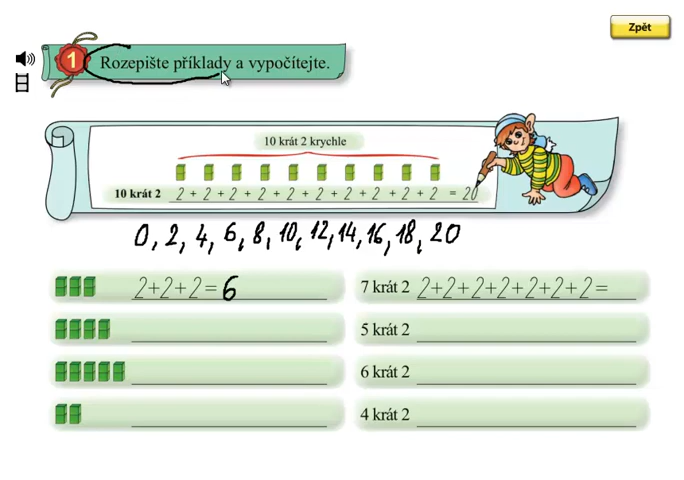 Zpět
1 Rozepište příklady a vypočítejte.
10 krát 2 krychle
10 krát 2 2 + 2 + 2 + 2 + 2 + 2 + 2 + 2 + 2 + 2 = 20
0, 2, 4, 6, 8, 10, 12, 14, 16, 18, 20
2+2+2= 6
7 krát 2 2+2+2+2+2+2+2=
5 krát 2
6 krát 2
4 krát 2